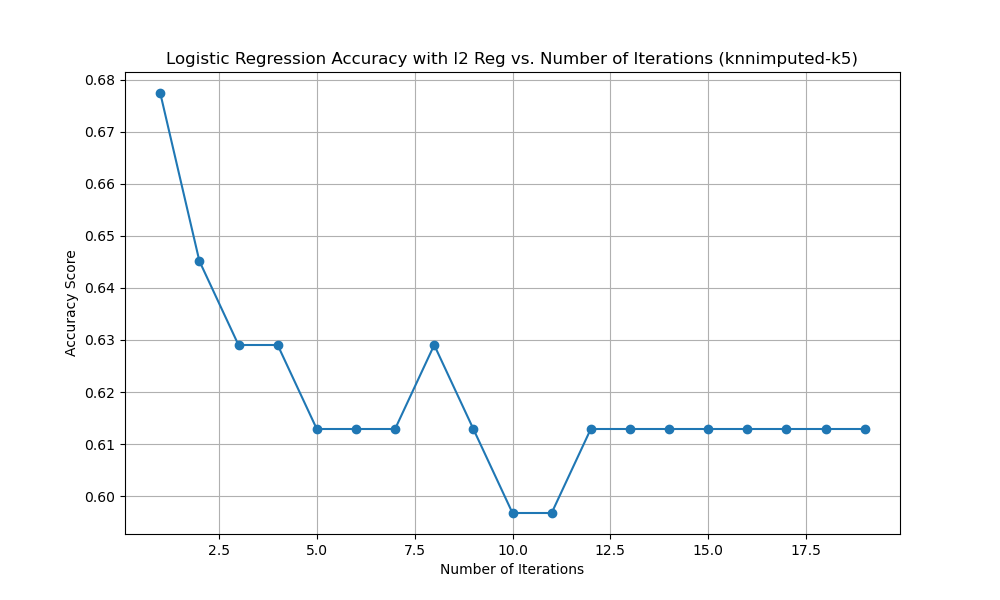 Logistic Regression Accuracy with l2 Reg vs. Number of Iterations (knnimputed-k5)
0.68
0.67
0.66
0.65
0.64
0.63
0.62
0.61
0.60
Accuracy Score
2.5 5.0 7.5 10.0 12.5 15.0 17.5
Number of Iterations